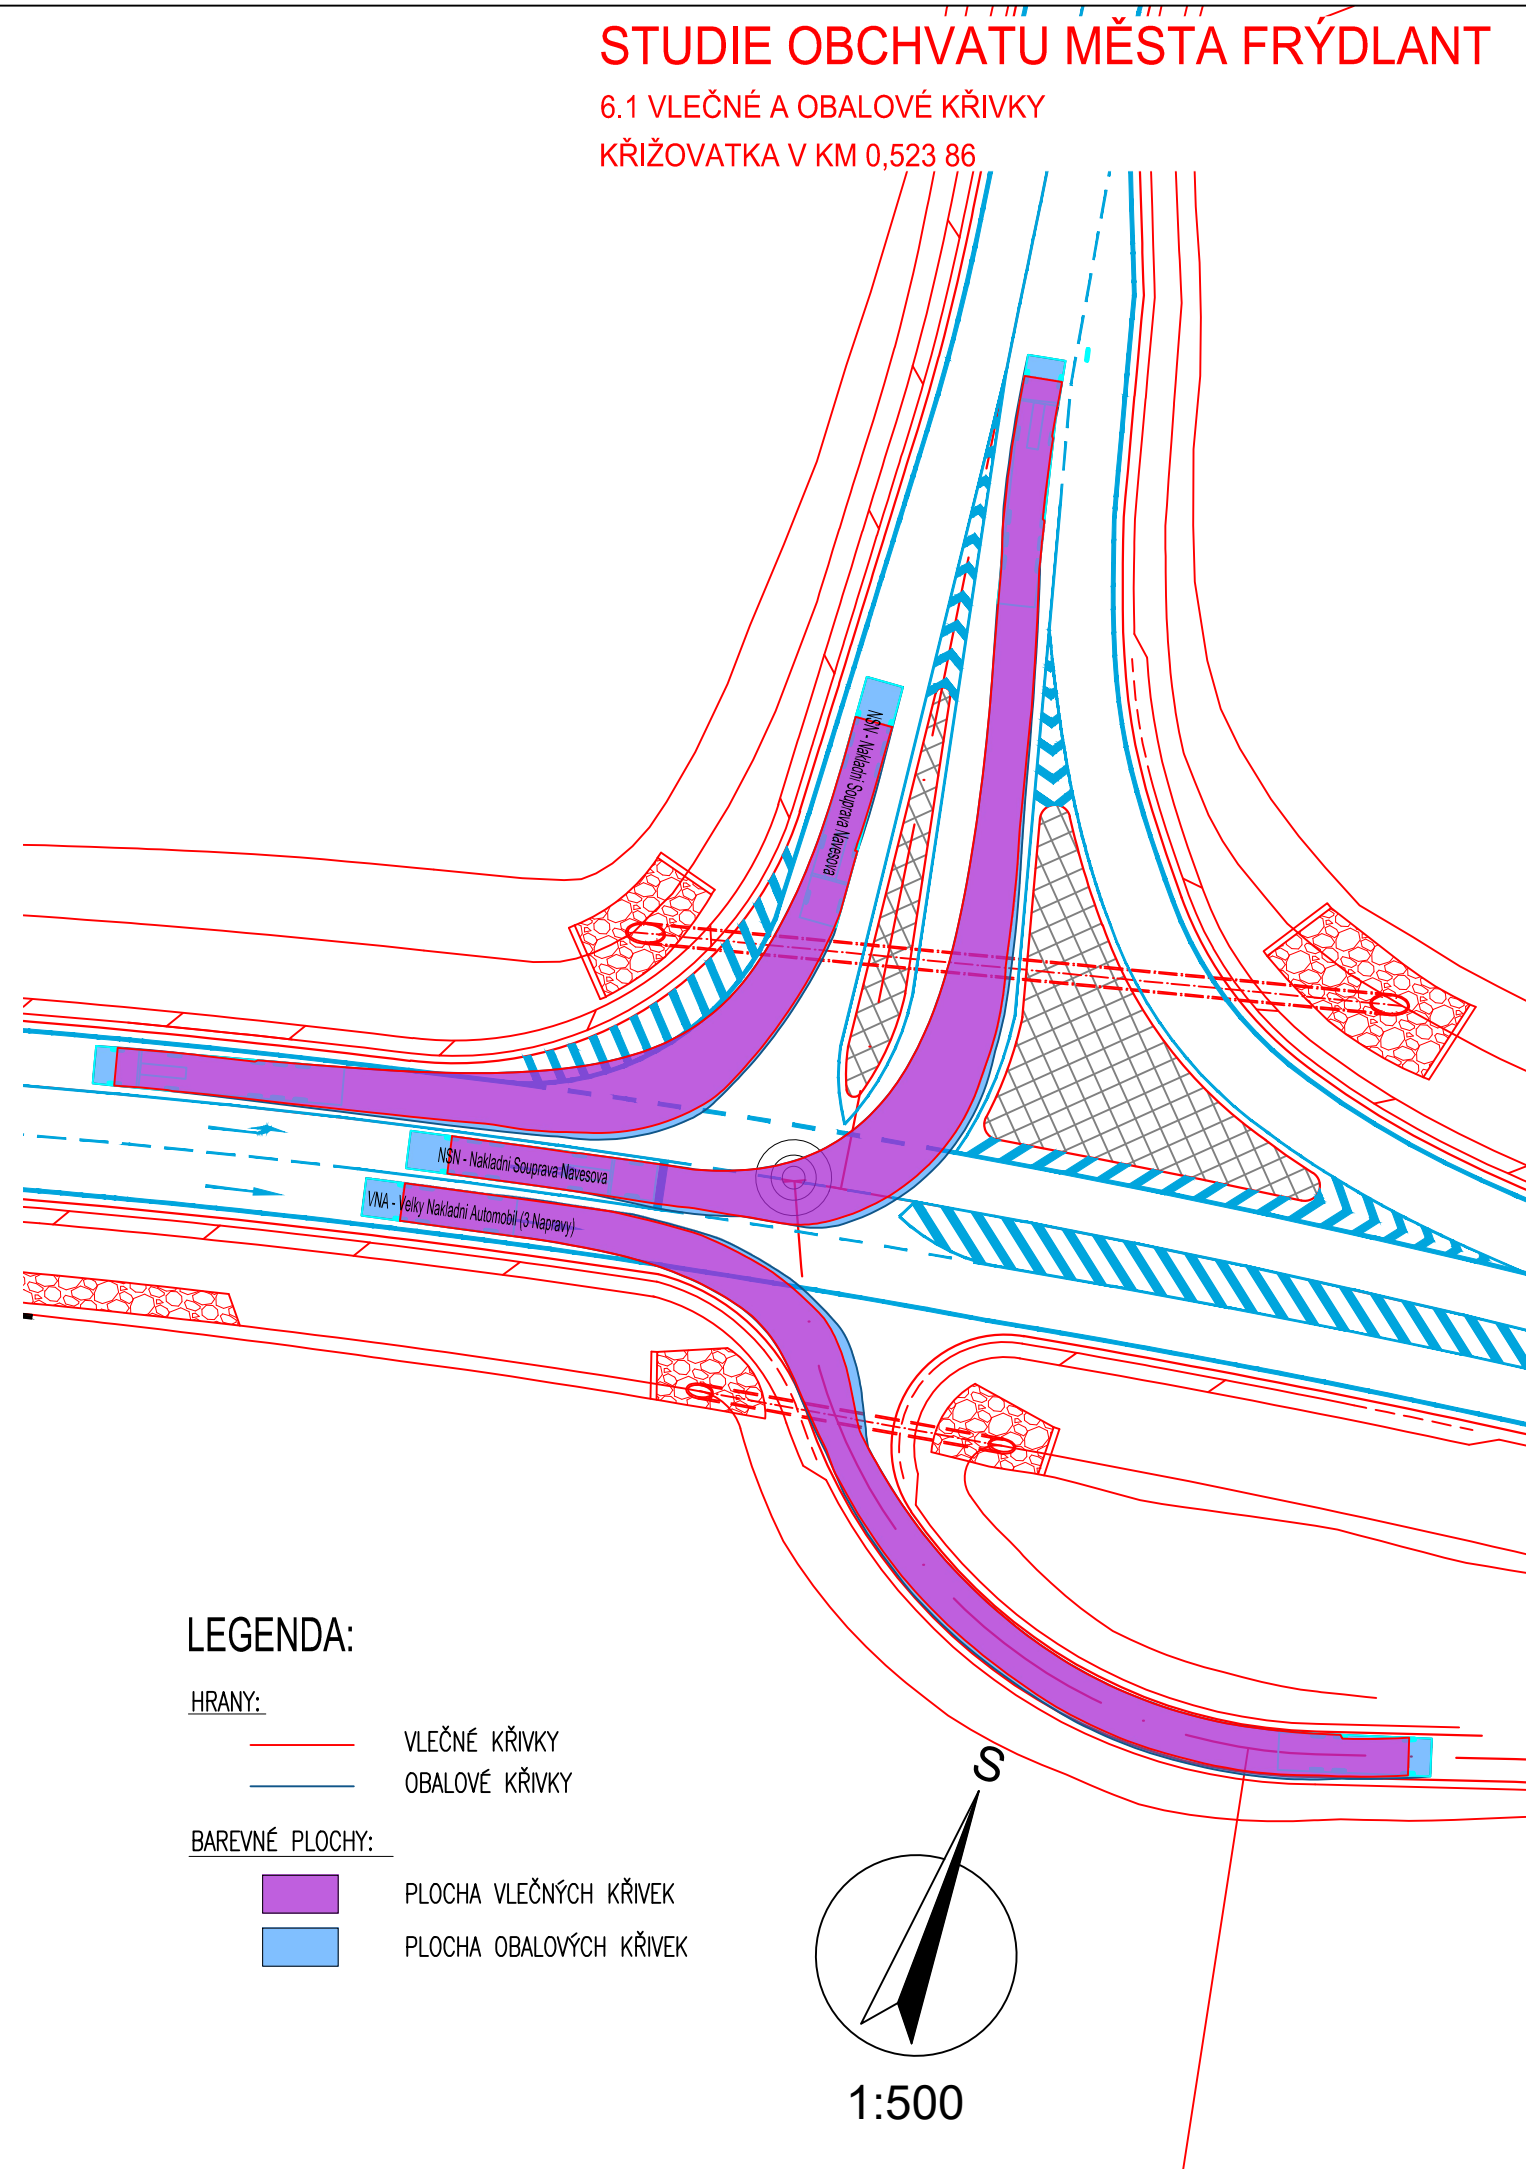 STUDIE OBCHVATU MĚSTA FRÝDLANT
6.1 VLEČNÉ A OBALOVÉ KŘIVKY
KŘIŽOVATKA V KM 0,523 86
NSN - Nakladni Souprava Navesova
NSN - Nakladni Souprava Navesova
VNA - Velky Nakladni Automobil (3 Napravy)
LEGENDA:
HRANY:
VLEČNÉ KŘIVKY
OBALOVÉ KŘIVKY
BAREVNÉ PLOCHY:
PLOCHA VLEČNÝCH KŘIVEK
PLOCHA OBALOVÝCH KŘIVEK
S
1:500